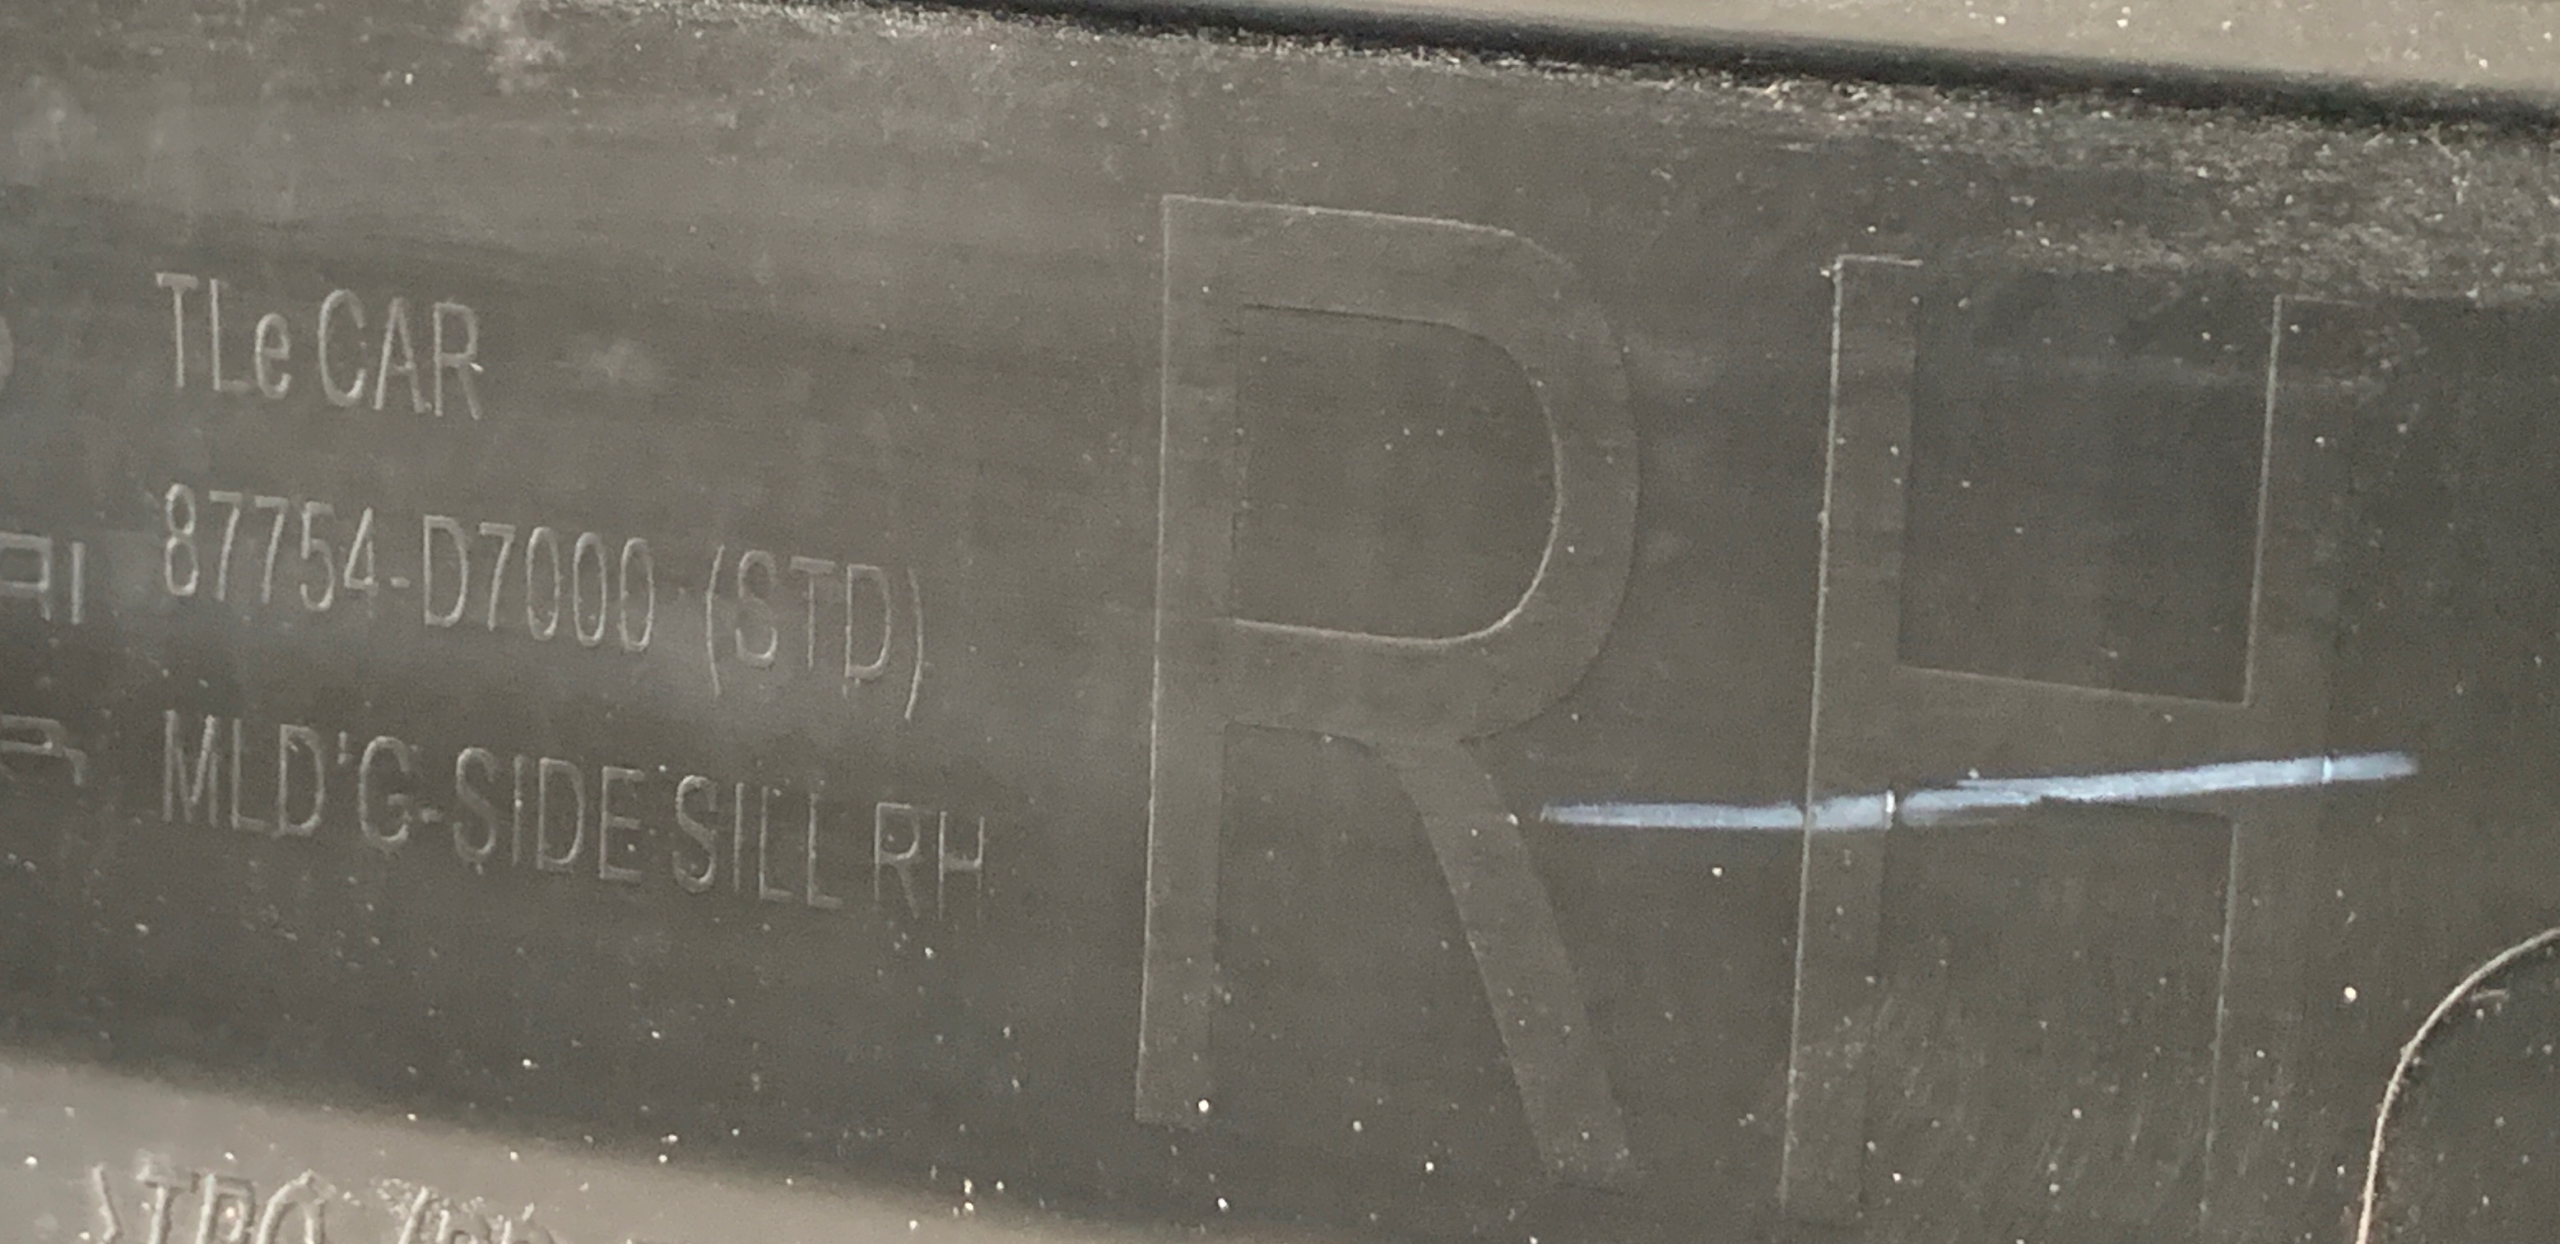 TLe CAR
87754-D7000 (STD)
MLD'G-SIDE SILL RH
RH